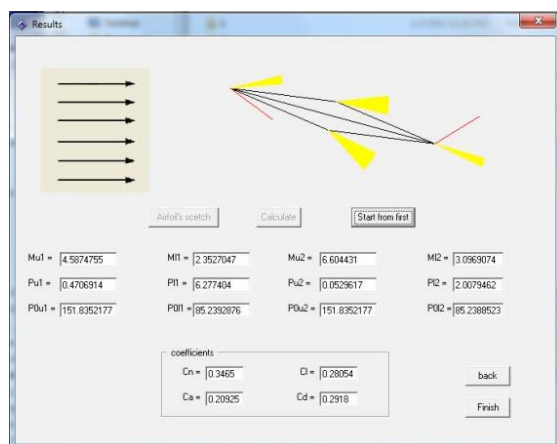 Results
Airfoil's scetch Calculate Start from first
Mu1 = 4.5874755 Ml1 = 2.3527047 Mu2 = 6.604431 Ml2 = 3.0969074
Pu1 = 0.4706914 Pl1 = 6.277404 Pu2 = 0.0529617 Pl2 = 2.0079462
P0u1 = 151.8352177 P0l1 = 85.2392876 P0u2 = 151.8352177 P0l2 = 85.2388523
coefficients
Cn = 0.3465 Cl = 0.28054
Ca = 0.20925 Cd = 0.2918
back
Finish